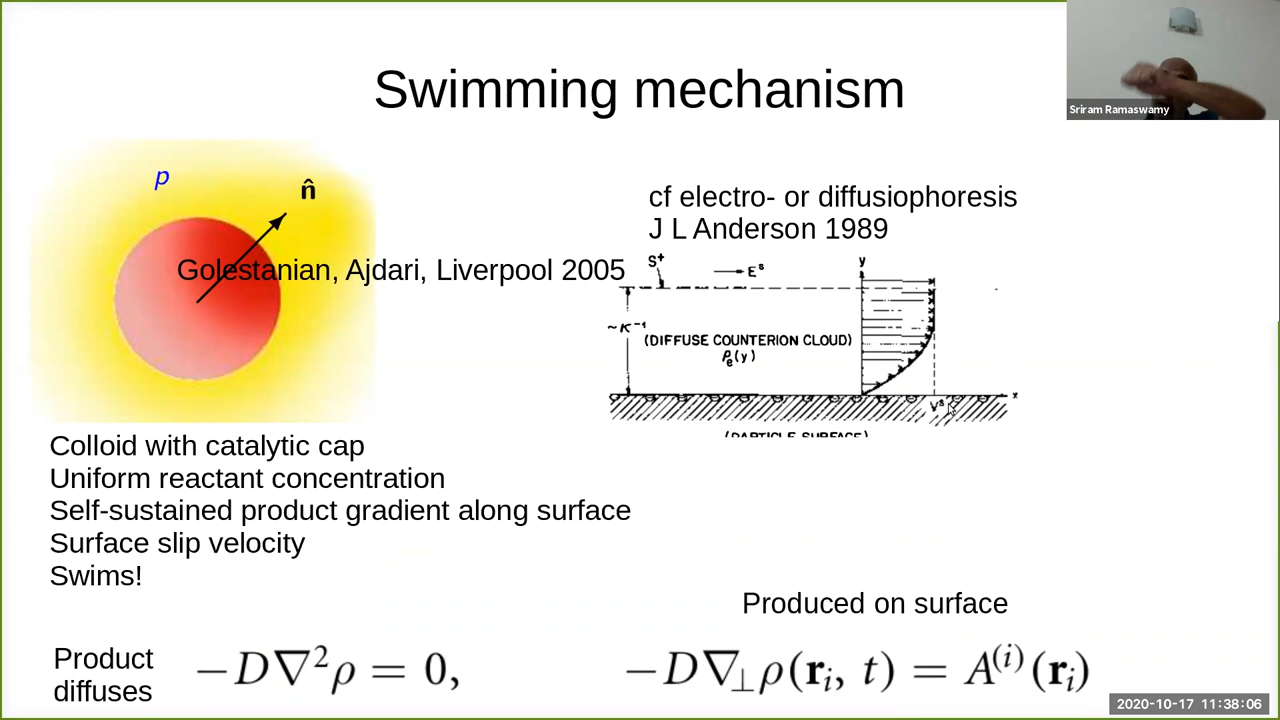 Swimming mechanism
Sriram Ramaswamy
p
n̂
cf electro- or diffusiophoresis
J L Anderson 1989
Golestanian, Ajdari, Liverpool 2005
S⁺
Eˢ
y
~ κ⁻¹
(DIFFUSE COUNTERION CLOUD)
ρₑ(y)
x
Vˢ
(PARTICLE SURFACE)
Colloid with catalytic cap
Uniform reactant concentration
Self-sustained product gradient along surface
Surface slip velocity
Swims!
Produced on surface
Product
diffuses
−D∇²ρ = 0,
−D∇⊥ρ(rᵢ, t) = A⁽ⁱ⁾(rᵢ)
2020-10-17 11:38:06